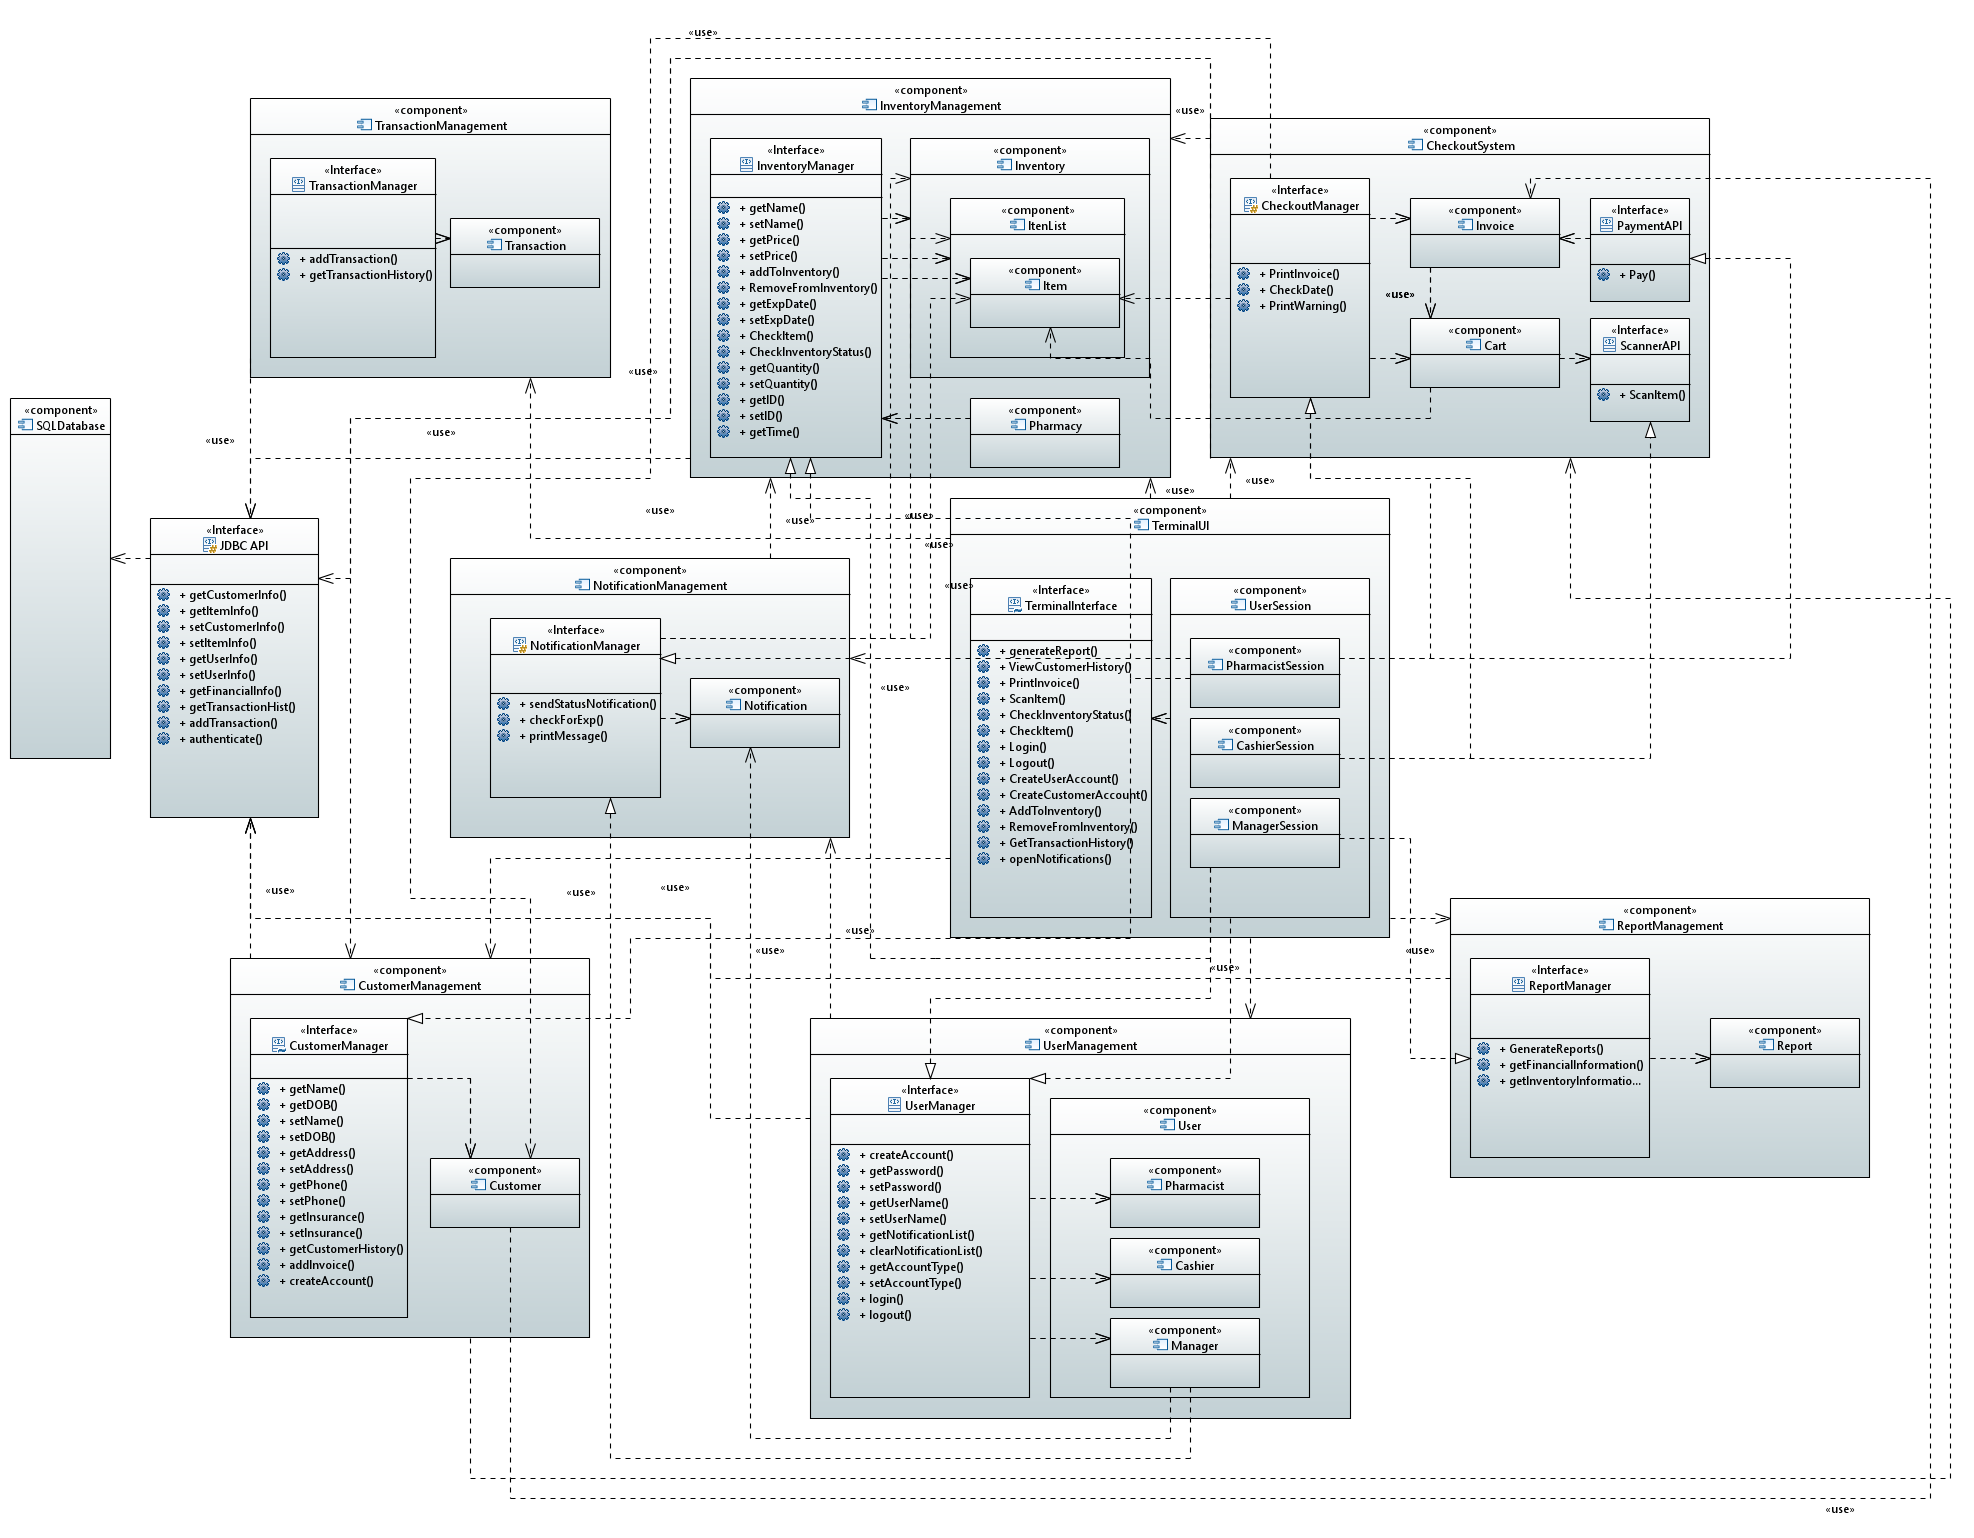 «use»
«component»
InventoryManagement
«Interface»
InventoryManager
+ getName()
+ setName()
+ getPrice()
+ setPrice()
+ addToInventory()
+ RemoveFromInventory()
+ getExpDate()
+ setExpDate()
+ CheckItem()
+ CheckInventoryStatus()
+ getQuantity()
+ setQuantity()
+ getID()
+ setID()
+ getTime()
«component»
Inventory
«component»
ItenList
«component»
Item
«component»
Pharmacy
«component»
TransactionManagement
«Interface»
TransactionManager
+ addTransaction()
+ getTransactionHistory()
«component»
Transaction
«use»
«component»
CheckoutSystem
«Interface»
CheckoutManager
+ PrintInvoice()
+ CheckDate()
+ PrintWarning()
«component»
Invoice
«Interface»
PaymentAPI
+ Pay()
«use»
«component»
Cart
«Interface»
ScannerAPI
+ ScanItem()
«use»
«use»
«use»
«component»
SQLDatabase
«Interface»
JDBC API
+ getCustomerInfo()
+ getItemInfo()
+ setCustomerInfo()
+ setItemInfo()
+ getUserInfo()
+ setUserInfo()
+ getFinancialInfo()
+ getTransactionHist()
+ addTransaction()
+ authenticate()
«use»
«use»
«use»
«use»
«use»
«use»
«use»
«component»
NotificationManagement
«Interface»
NotificationManager
+ sendStatusNotification()
+ checkForExp()
+ printMessage()
«component»
Notification
«component»
TerminalUI
«Interface»
TerminalInterface
+ generateReport()
+ ViewCustomerHistory()
+ PrintInvoice()
+ ScanItem()
+ CheckInventoryStatus()
+ CheckItem()
+ Login()
+ Logout()
+ CreateUserAccount()
+ CreateCustomerAccount()
+ AddToInventory()
+ RemoveFromInventory()
+ GetTransactionHistory()
+ openNotifications()
«component»
UserSession
«component»
PharmacistSession
«component»
CashierSession
«component»
ManagerSession
«use»
«use»
«use»
«use»
«use»
«use»
«use»
«use»
«component»
CustomerManagement
«Interface»
CustomerManager
+ getName()
+ getDOB()
+ setName()
+ setDOB()
+ getAddress()
+ setAddress()
+ getPhone()
+ setPhone()
+ getInsurance()
+ setInsurance()
+ getCustomerHistory()
+ addInvoice()
+ createAccount()
«component»
Customer
«component»
UserManagement
«Interface»
UserManager
+ createAccount()
+ getPassword()
+ setPassword()
+ getUserName()
+ setUserName()
+ getNotificationList()
+ clearNotificationList()
+ getAccountType()
+ setAccountType()
+ login()
+ logout()
«component»
User
«component»
Pharmacist
«component»
Cashier
«component»
Manager
«component»
ReportManagement
«Interface»
ReportManager
+ GenerateReports()
+ getFinancialInformation()
+ getInventoryInformatio...
«component»
Report
«use»